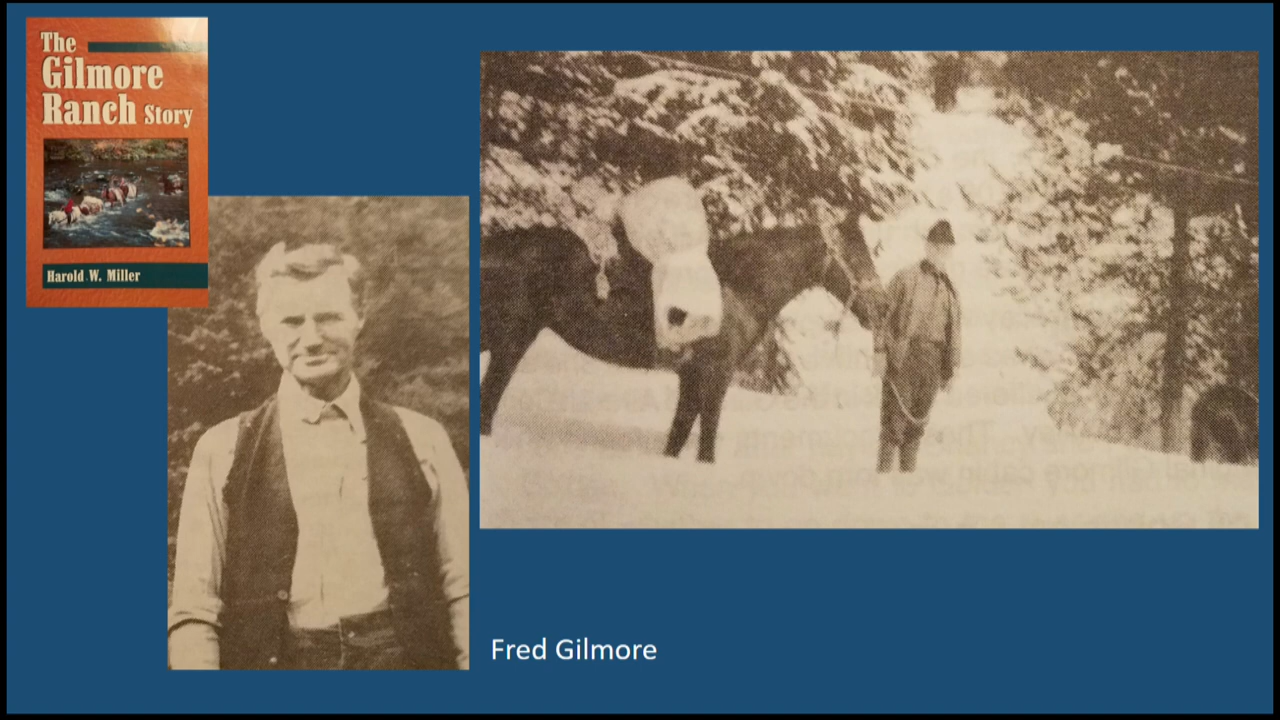 The
Gilmore
Ranch Story
Harold W. Miller
Fred Gilmore